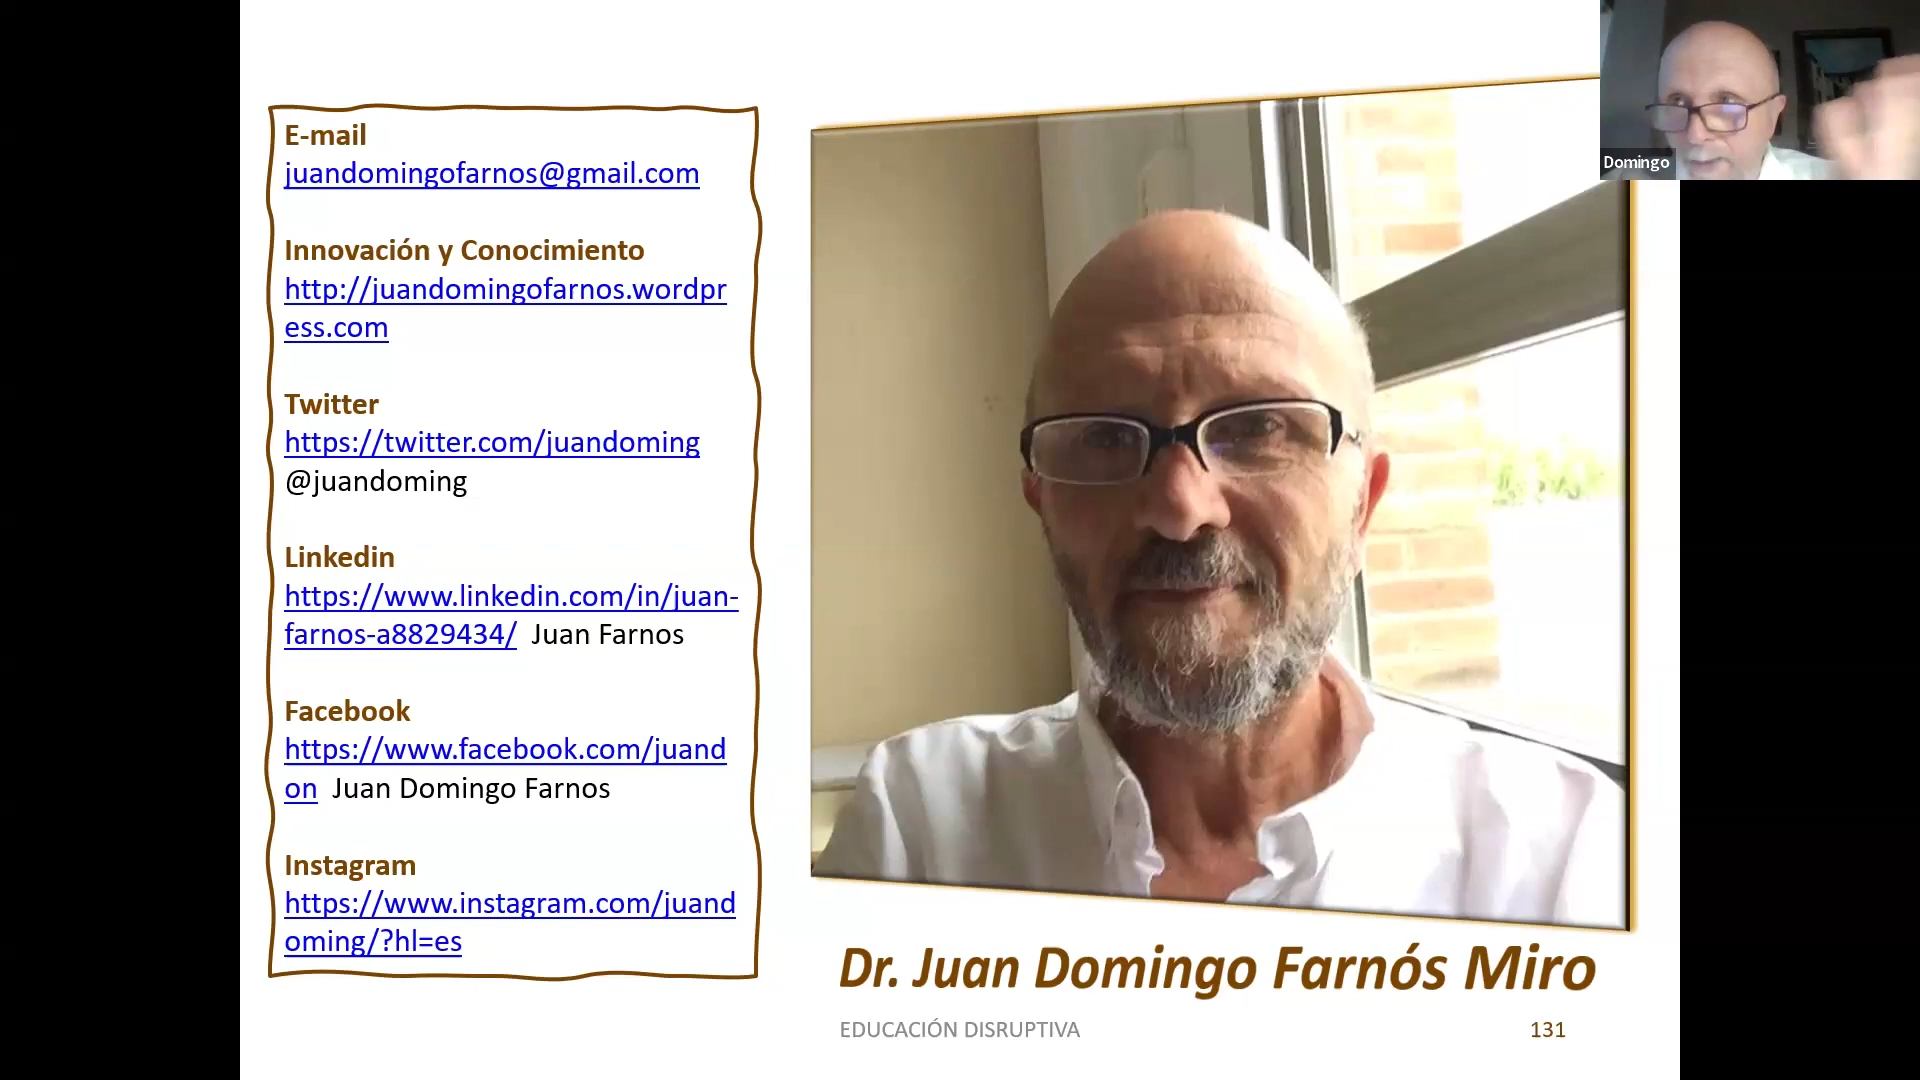 E-mail
juandomingofarnos@gmail.com
Innovación y Conocimiento
http://juandomingofarnos.wordpr
ess.com
Twitter
https://twitter.com/juandoming
@juandoming
Linkedin
https://www.linkedin.com/in/juan-
farnos-a8829434/ Juan Farnos
Facebook
https://www.facebook.com/juand
on Juan Domingo Farnos
Instagram
https://www.instagram.com/juand
oming/?hl=es
Domingo
Dr. Juan Domingo Farnós Miro
EDUCACIÓN DISRUPTIVA
131